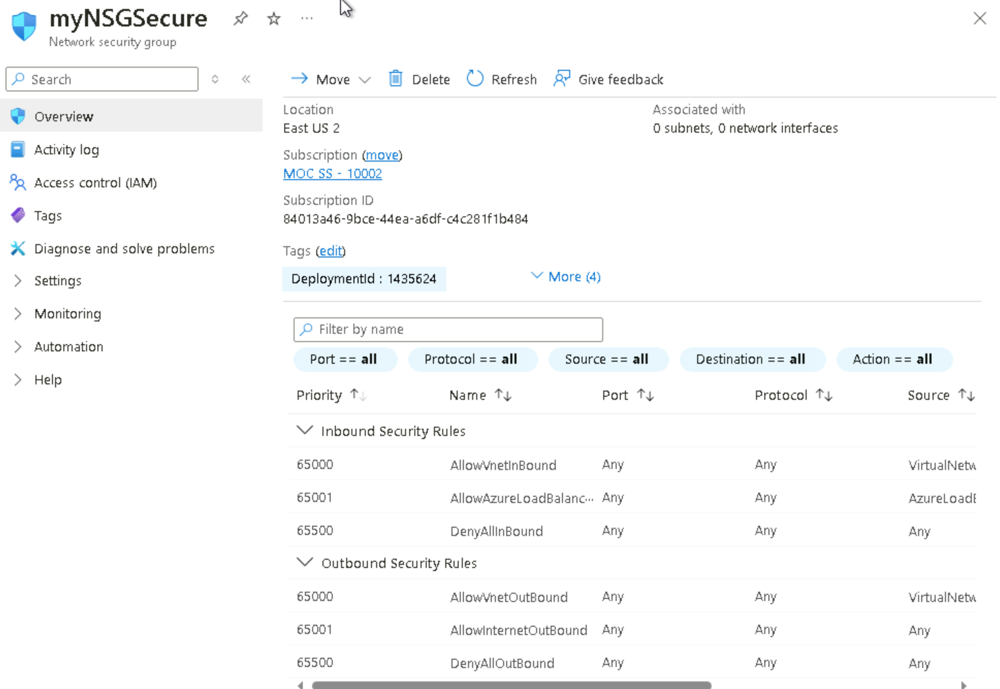 myNSGSecure
Network security group
Search
Move
Delete
Refresh
Give feedback
Overview
Activity log
Access control (IAM)
Tags
Diagnose and solve problems
Settings
Monitoring
Automation
Help
Location
East US 2
Associated with
0 subnets, 0 network interfaces
Subscription (move)
MOC SS - 10002
Subscription ID
84013a46-9bce-44ea-a6df-c4c281f1b484
Tags (edit)
DeploymentId : 1435624
More (4)
Filter by name
Port == all Protocol == all Source == all Destination == all Action == all
Priority Name Port Protocol Source
Inbound Security Rules
65000 AllowVnetInBound Any Any VirtualNetw
65001 AllowAzureLoadBalanc··· Any Any AzureLoadB
65500 DenyAllInBound Any Any Any
Outbound Security Rules
65000 AllowVnetOutBound Any Any VirtualNetw
65001 AllowInternetOutBound Any Any Any
65500 DenyAllOutBound Any Any Any